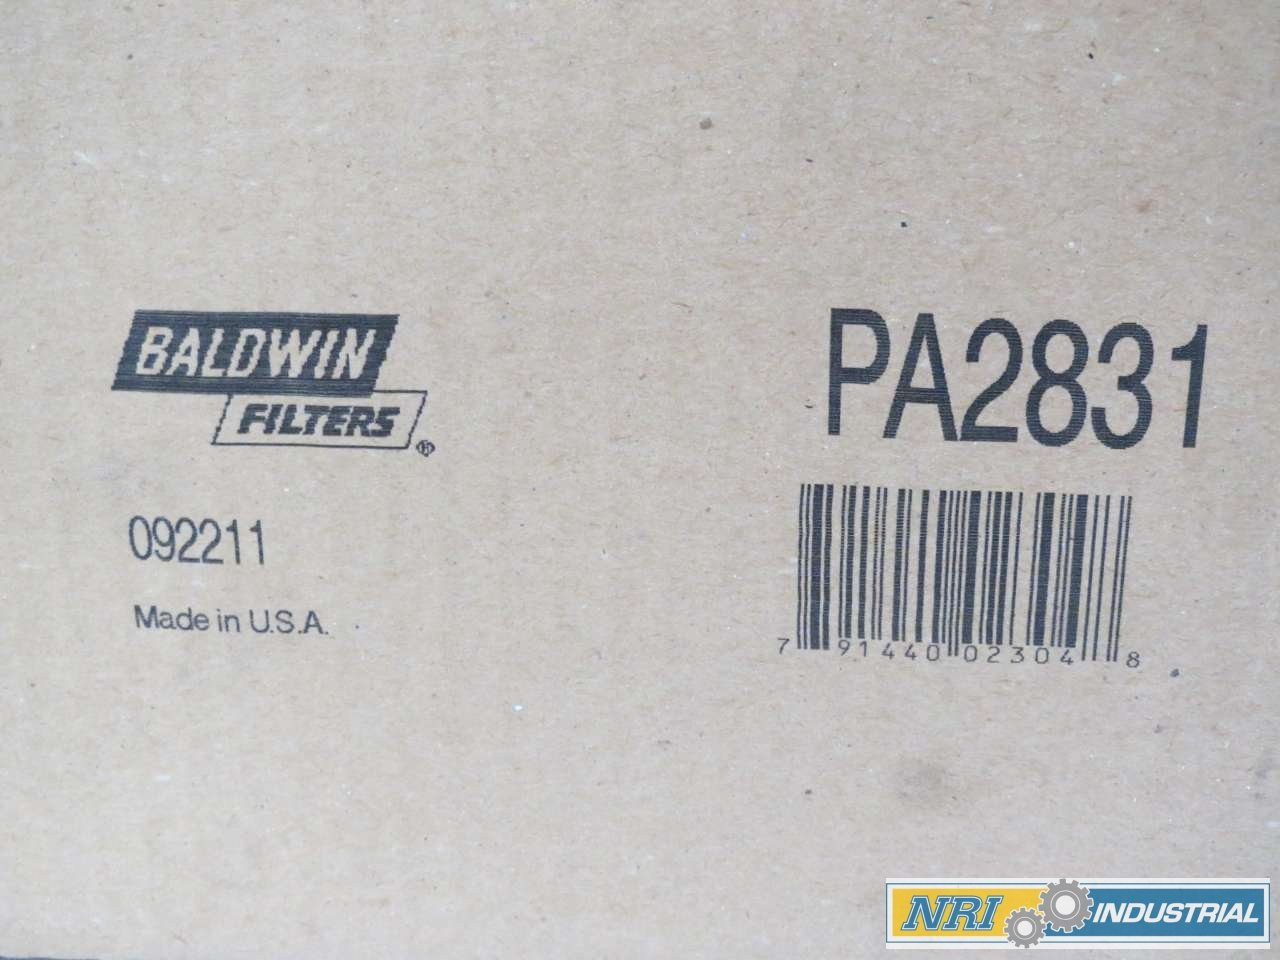 BALDWIN
FILTERS®
092211
Made in U.S.A.
PA2831
7 91440 02304 8
NRI INDUSTRIAL